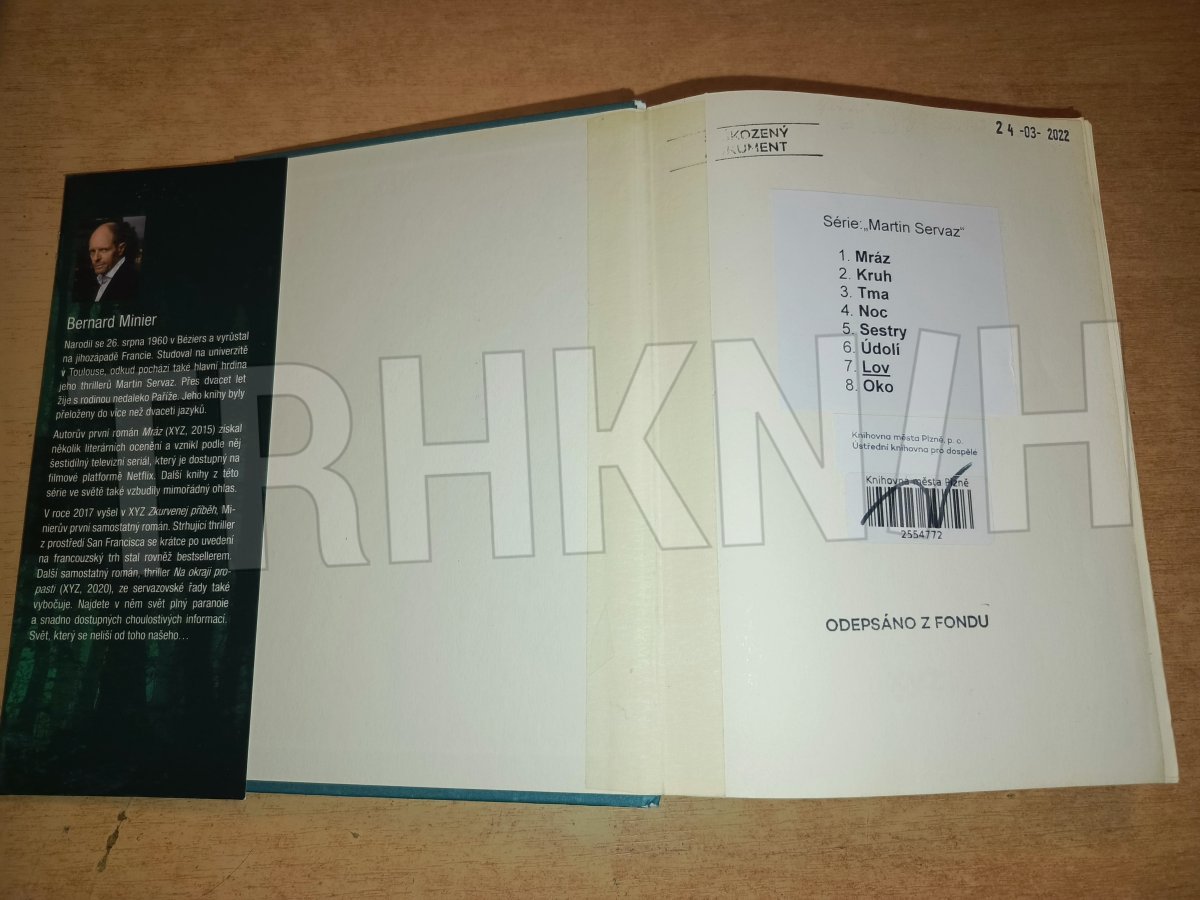 Bernard Minier
Narodil se 26. srpna 1960 v Béziers a vyrůstal
na jihozápadě Francie. Studoval na univerzitě
v Toulouse, odkud pochází také hlavní hrdina
jeho thrillerů Martin Servaz. Přes dvacet let
žije s rodinou nedaleko Paříže. Jeho knihy byly
přeloženy do více než dvaceti jazyků.
Autorův první román Mráz (XYZ, 2015) získal
několik literárních ocenění a vznikl podle něj
šestidílný televizní seriál, který je dostupný na
filmové platformě Netflix. Další knihy z této
série ve světě také vzbudily mimořádný ohlas.
V roce 2017 vyšel v XYZ Zkurvenej příběh, Mi-
nierův první samostatný román. Strhující thriller
z prostředí San Francisca se krátce po uvedení
na francouzský trh stal rovněž bestsellerem.
Další samostatný román, thriller Na okraji pro-
pasti (XYZ, 2020), ze servazovské řady také
vybočuje. Najdete v něm svět plný paranoie
a snadno dostupných choulostivých informací.
Svět, který se neliší od toho našeho...
KOZENÝ
KUMENT
24 -03- 2022
Série:„Martin Servaz“
1. Mráz
2. Kruh
3. Tma
4. Noc
5. Sestry
6. Údolí
7. Lov
8. Oko
Knihovna města Plzně, p. o.
Ústřední knihovna pro dospělé
Knihovna města Plzně
2554772
ODEPSÁNO Z FONDU
TRHKNIH